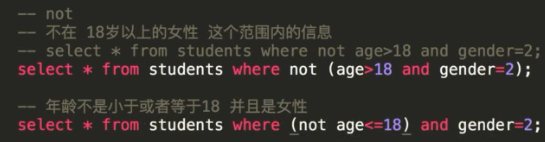 -- not
-- 不在 18岁以上的女性 这个范围内的信息
-- select * from students where not age>18 and gender=2;
select * from students where not (age>18 and gender=2);
-- 年龄不是小于或者等于18 并且是女性
select * from students where (not age<=18) and gender=2;